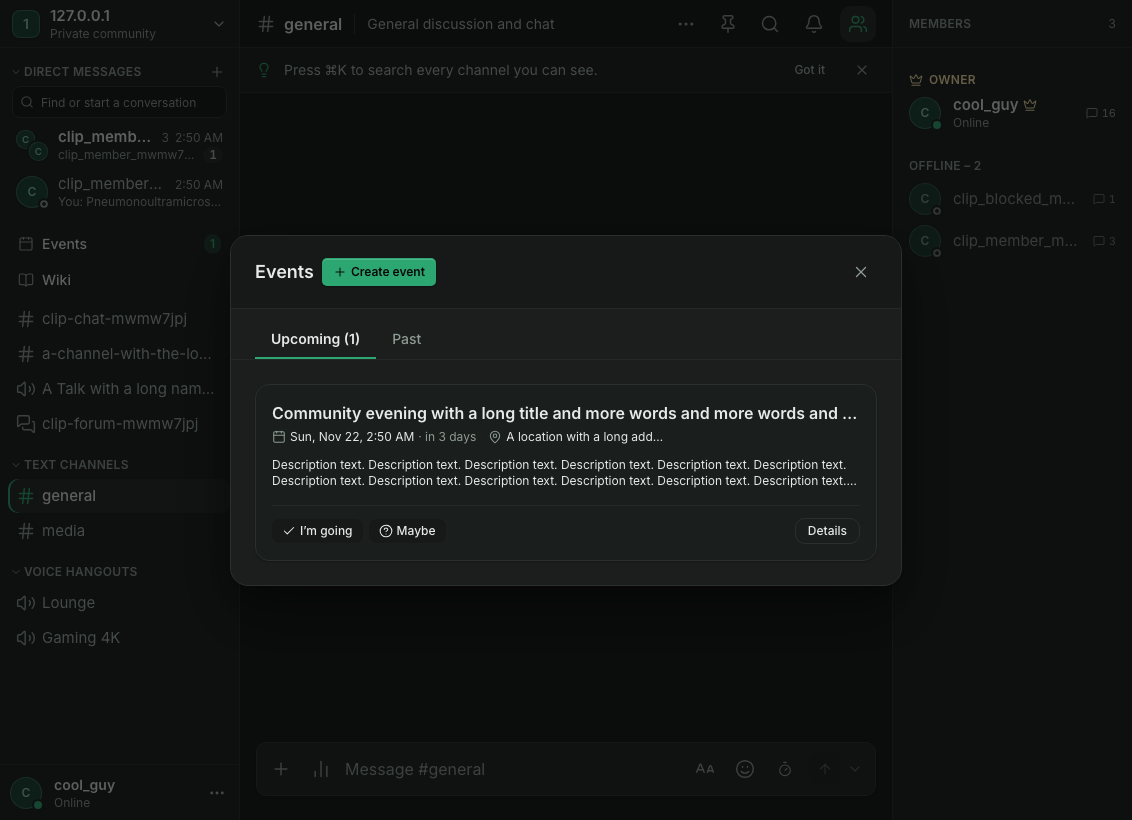 1
127.0.0.1
Private community
DIRECT MESSAGES
Find or start a conversation
C
C
clip_memb... 3 2:50 AM
clip_member_mwmw7... 1
C
clip_member... 2:50 AM
You: Pneumonoultramicros...
Events 1
Wiki
clip-chat-mwmw7jpj
a-channel-with-the-lo...
A Talk with a long nam...
clip-forum-mwmw7jpj
TEXT CHANNELS
general
media
VOICE HANGOUTS
Lounge
Gaming 4K
C
cool_guy
Online
# general General discussion and chat
Press ⌘K to search every channel you can see. Got it
Events + Create event
Upcoming (1) Past
Community evening with a long title and more words and more words and ...
Sun, Nov 22, 2:50 AM · in 3 days A location with a long add...
Description text. Description text. Description text. Description text. Description text. Description text.
Description text. Description text. Description text. Description text. Description text. Description text....
I'm going Maybe Details
Message #general
AA
MEMBERS 3
OWNER
C
cool_guy 16
Online
OFFLINE – 2
C clip_blocked_m... 1
C clip_member_m... 3